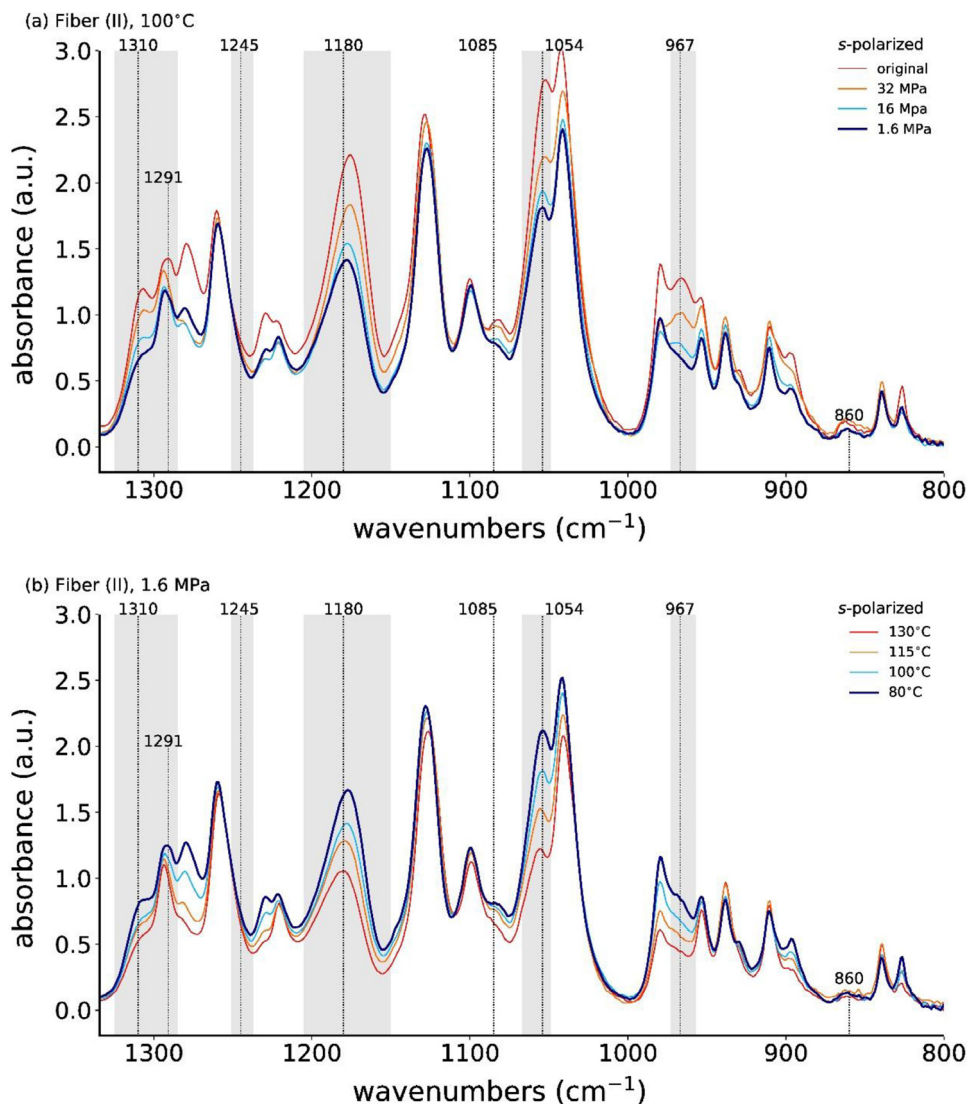 (a) Fiber (II), 100°C
1310 1245 1180 1085 1054 967
s-polarized
original
32 MPa
16 Mpa
1.6 MPa
1291
860
3.0
2.5
2.0
1.5
1.0
0.5
0.0
absorbance (a.u.)
1300 1200 1100 1000 900 800
wavenumbers (cm⁻¹)
(b) Fiber (II), 1.6 MPa
1310 1245 1180 1085 1054 967
s-polarized
130°C
115°C
100°C
80°C
1291
860
3.0
2.5
2.0
1.5
1.0
0.5
0.0
absorbance (a.u.)
1300 1200 1100 1000 900 800
wavenumbers (cm⁻¹)